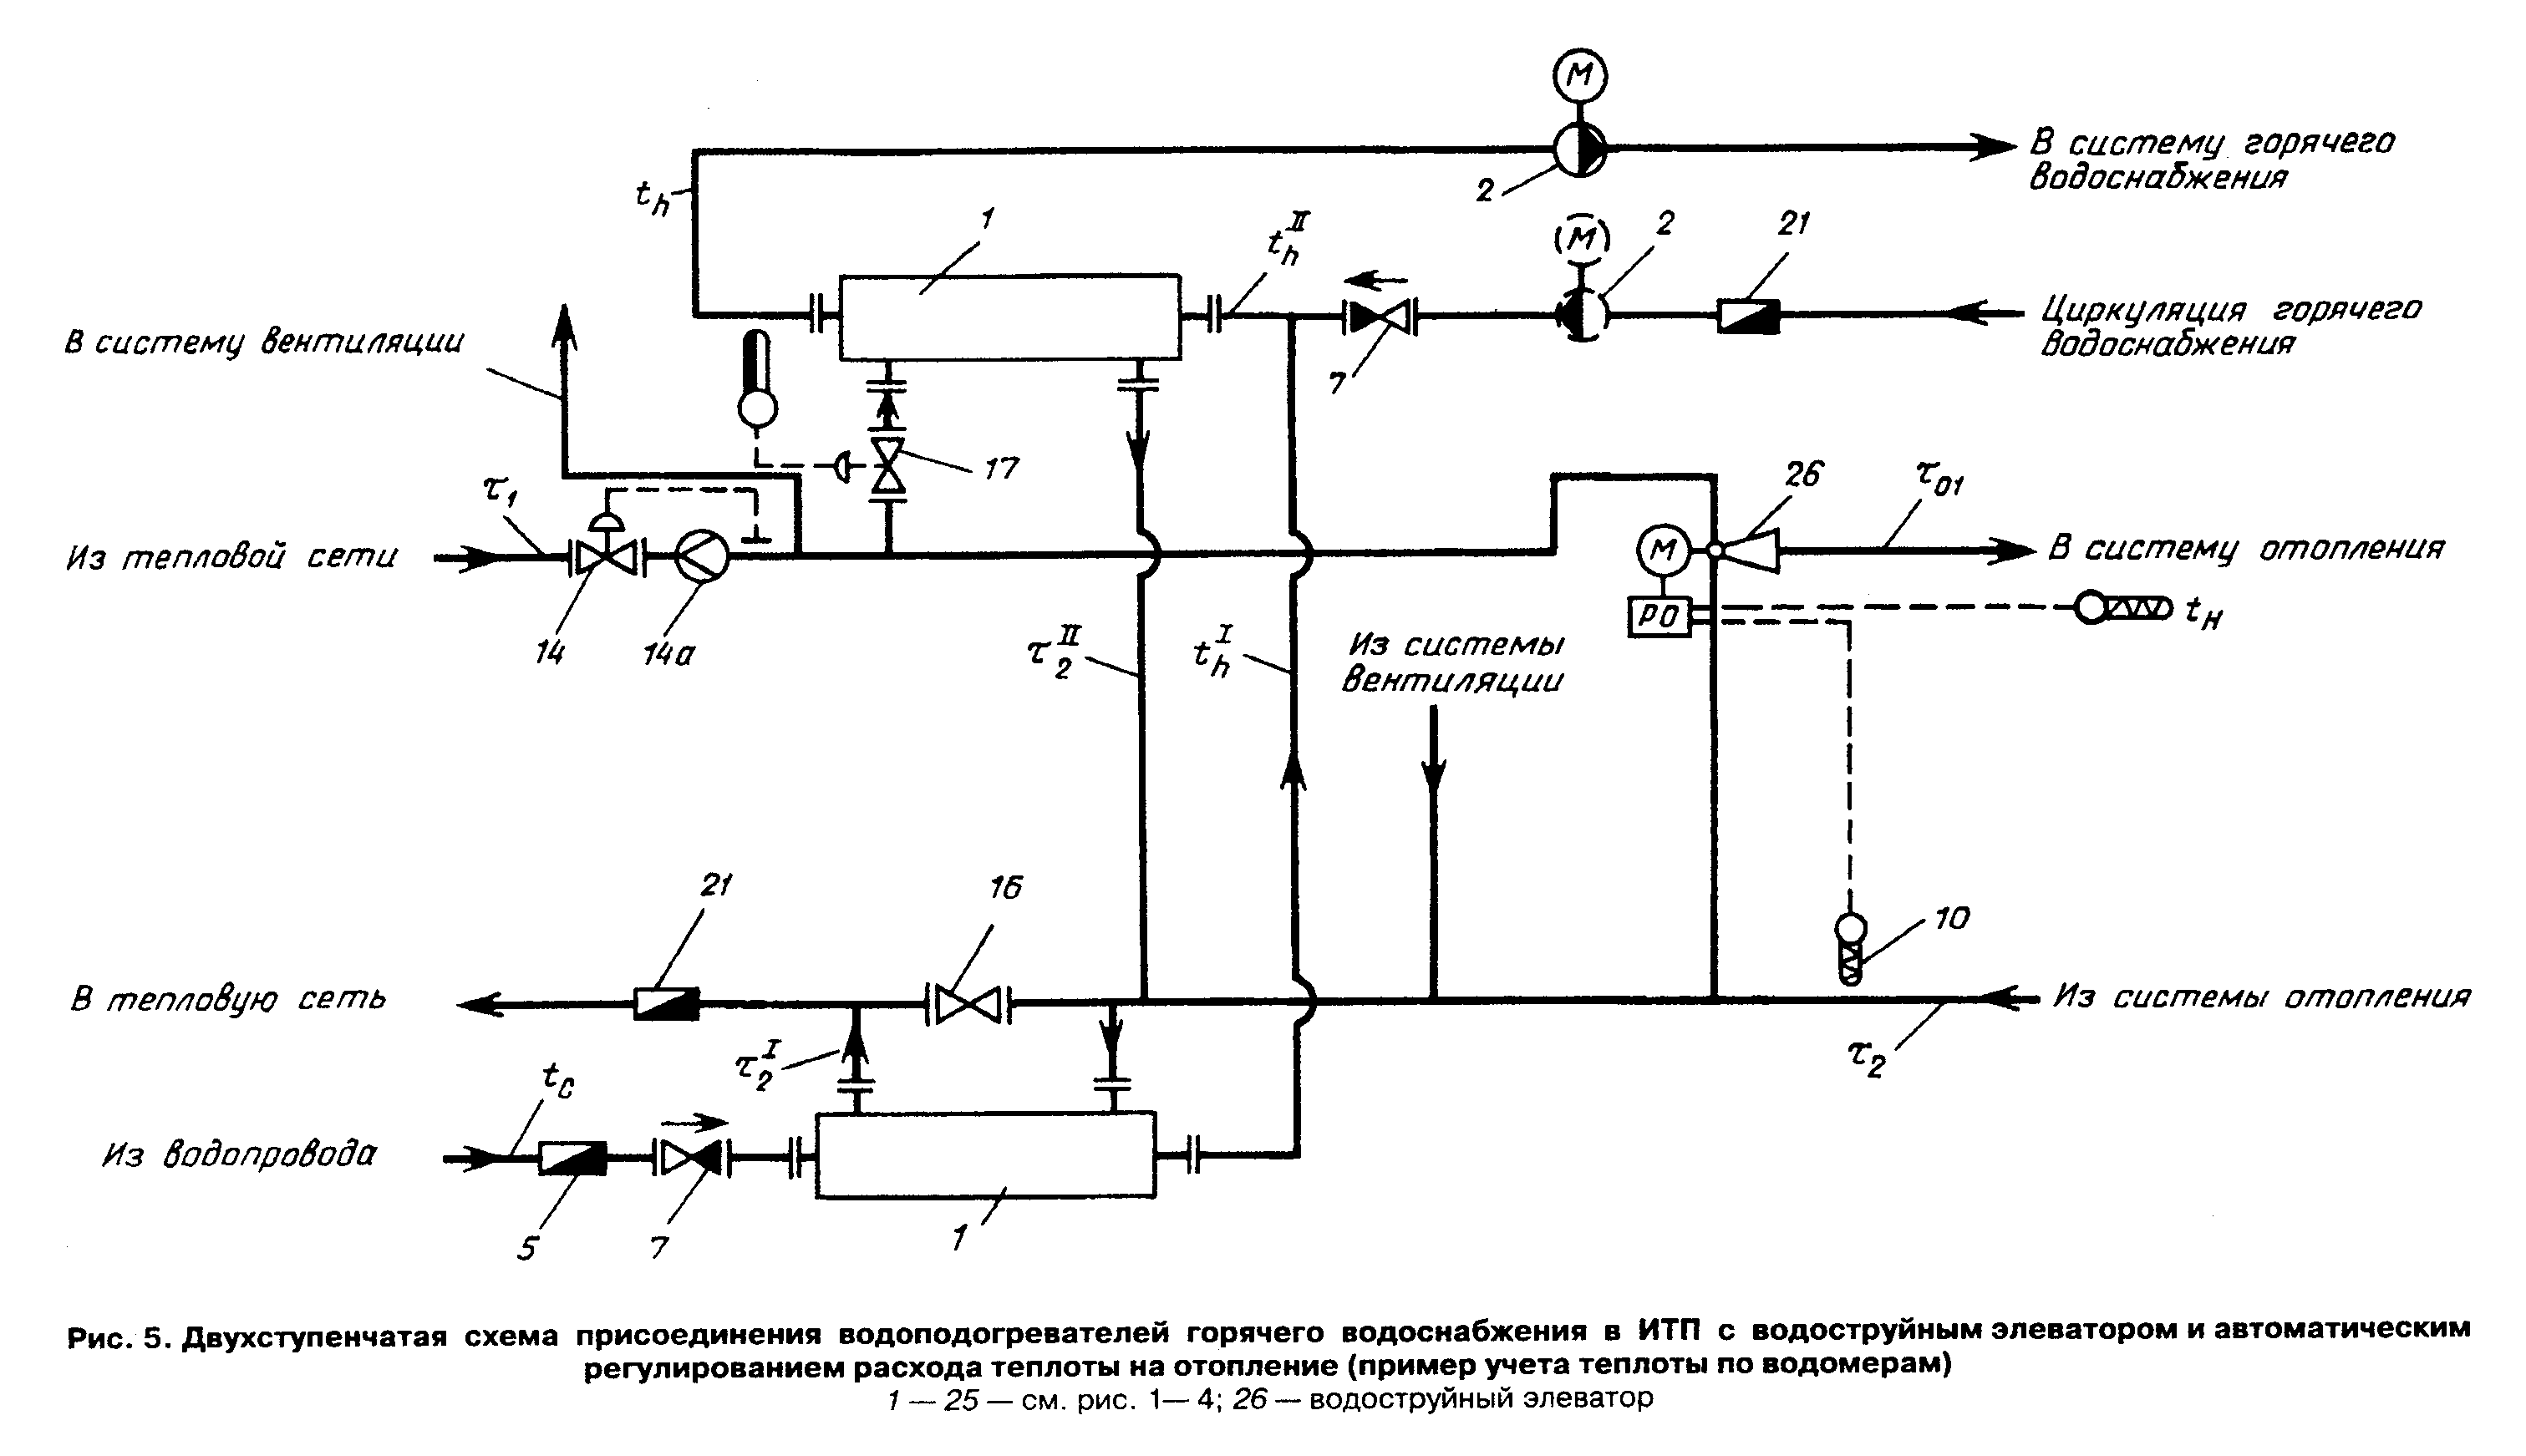 M
В систему горячего
водоснабжения
t_h
2
1
t_h^II
(M)
2
21
Циркуляция горячего
водоснабжения
7
В систему вентиляции
17
τ_1
26
τ_01
Из тепловой сети
M
В систему отопления
14
14а
РО
t_н
τ_2^II
t_h^I
Из системы
вентиляции
21
16
10
В тепловую сеть
Из системы отопления
τ_2^I
τ_2
t_c
Из водопровода
5
7
1
Рис. 5. Двухступенчатая схема присоединения водоподогревателей горячего водоснабжения в ИТП с водоструйным элеватором и автоматическим
регулированием расхода теплоты на отопление (пример учета теплоты по водомерам)
1 — 25 — см. рис. 1— 4; 26 — водоструйный элеватор